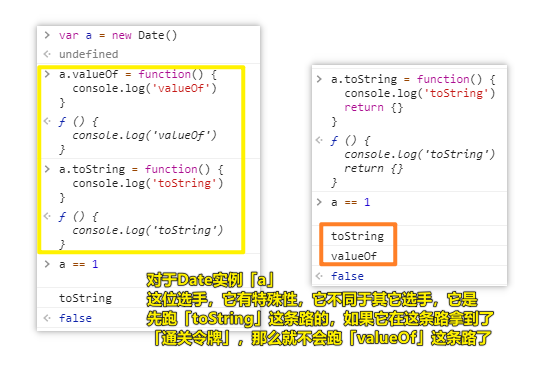 > var a = new Date()
<· undefined
> a.valueOf = function() {
console.log('valueOf')
}
<· ƒ () {
console.log('valueOf')
}
> a.toString = function() {
console.log('toString')
}
<· ƒ () {
console.log('toString')
}
> a == 1
toString
<· false
> a.toString = function() {
console.log('toString')
return {}
}
<· ƒ () {
console.log('toString')
return {}
}
> a == 1
toString
valueOf
<· false
对于Date实例「a」
这位选手，它有特殊性，它不同于其它选手，它是
先跑「toString」这条路的，如果它在这条路拿到了
「通关令牌」，那么就不会跑「valueOf」这条路了